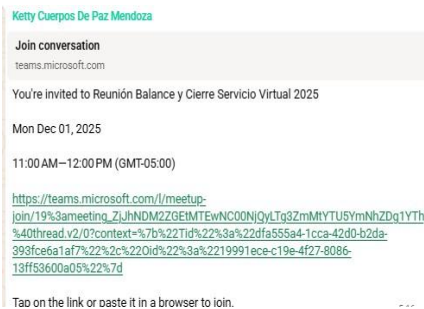 Ketty Cuerpos De Paz Mendoza
Join conversation
teams.microsoft.com
You're invited to Reunión Balance y Cierre Servicio Virtual 2025
Mon Dec 01, 2025
11:00 AM–12:00 PM (GMT-05:00)
https://teams.microsoft.com/l/meetup-
join/19%3ameeting_ZjJhNDM2ZGEtMTEwNC00NjQyLTg3ZmMtYTU5YmNhZDg1YTh
%40thread.v2/0?context=%7b%22Tid%22%3a%22dfa555a4-1cca-42d0-b2da-
393fce6a1af7%22%2c%22Oid%22%3a%2219991ece-c19e-4f27-8086-
13ff53600a05%22%7d
Tap on the link or paste it in a browser to join.